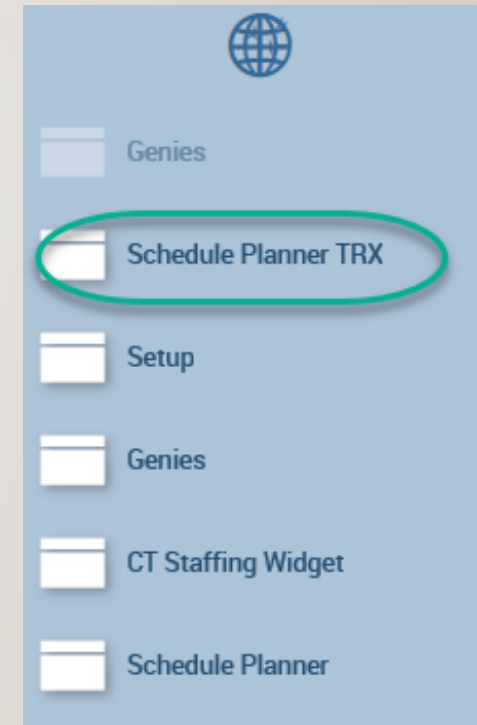 Genies
Schedule Planner TRX
Setup
Genies
CT Staffing Widget
Schedule Planner